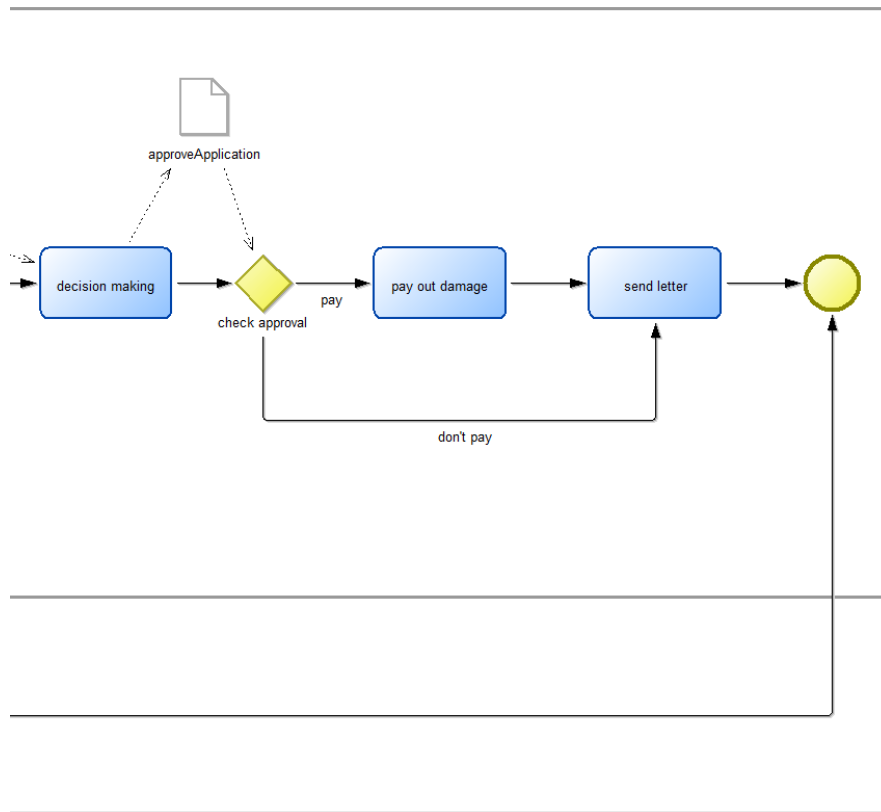 approveApplication
decision making
check approval
pay
pay out damage
send letter
don't pay